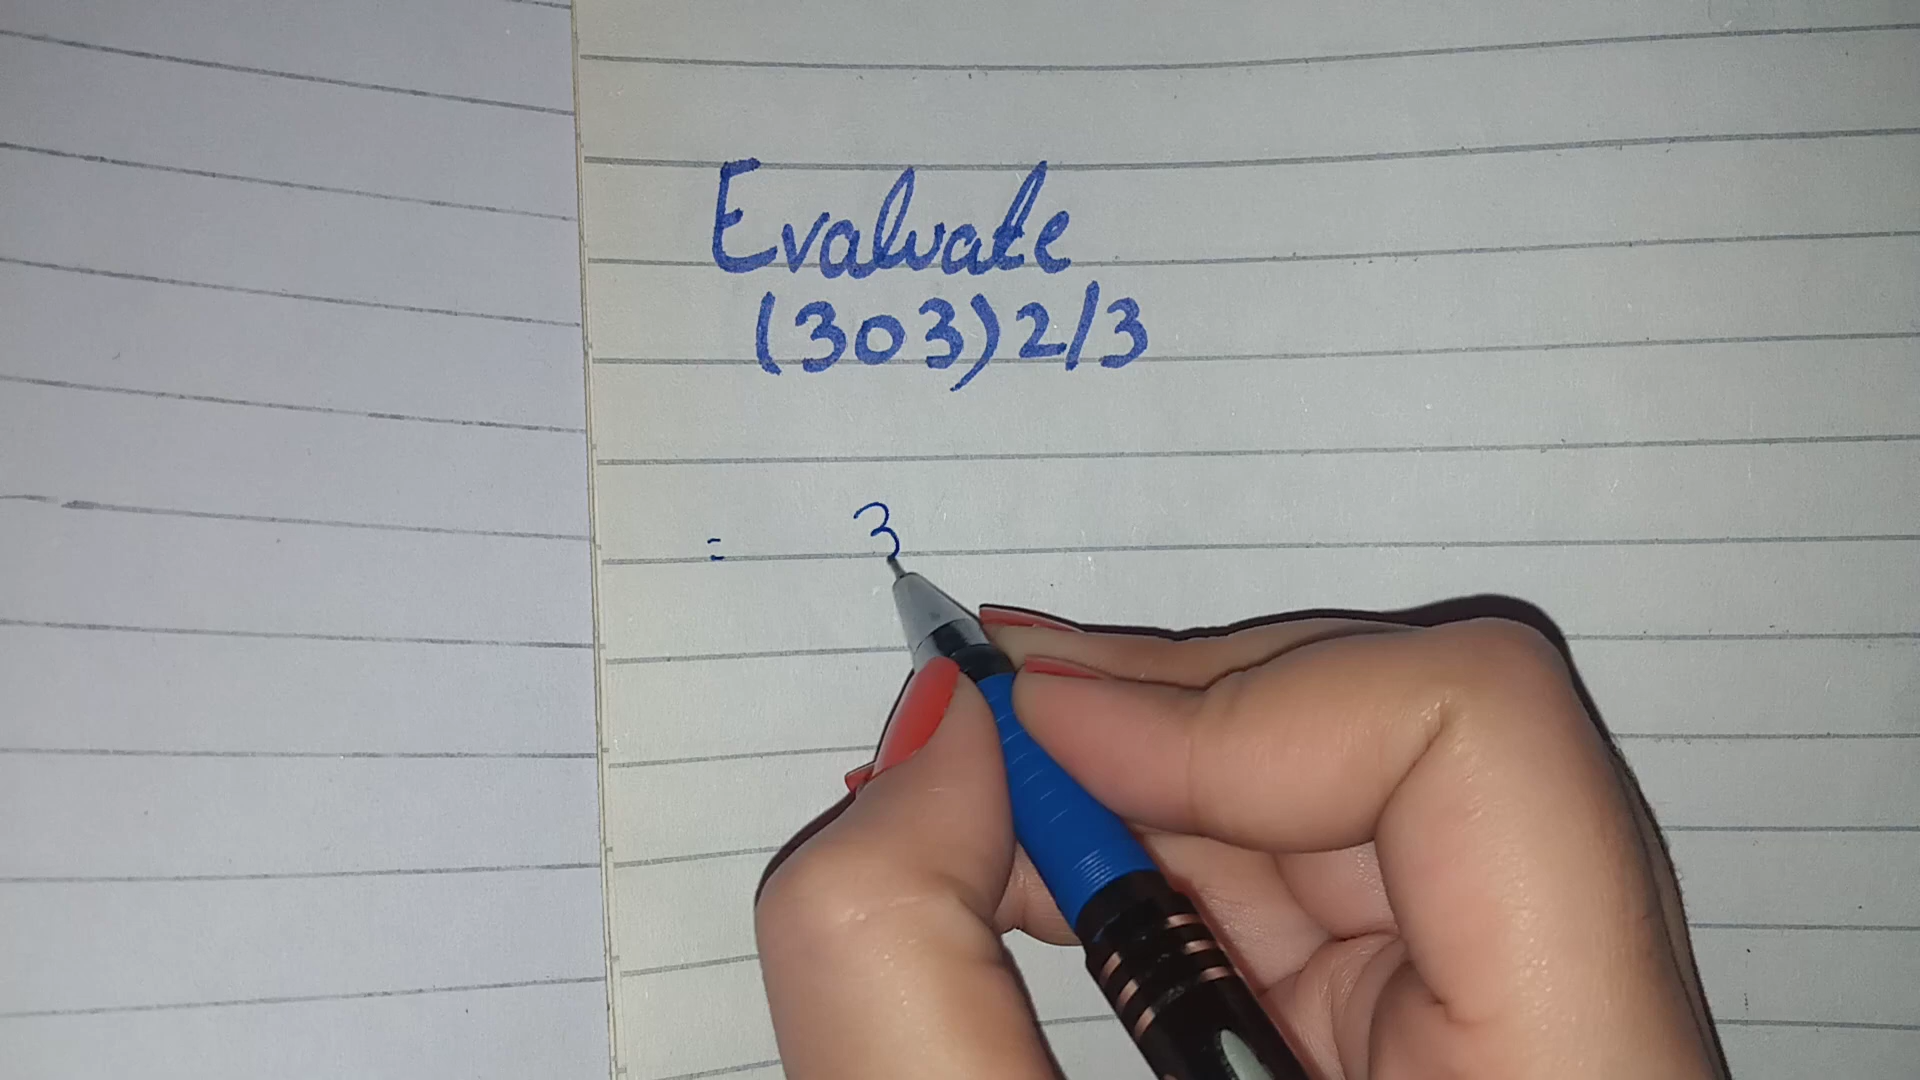 Evaluate
(303)2/3
= 3